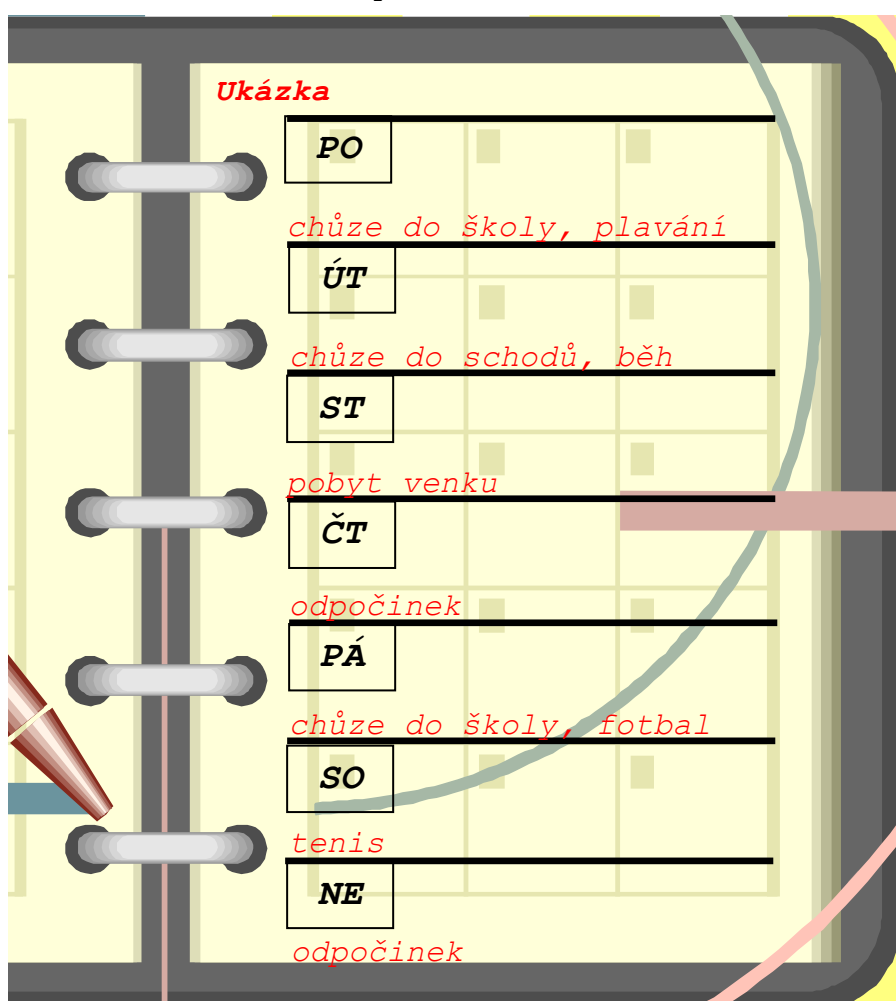 Ukázka
PO
chůze do školy, plavání
ÚT
chůze do schodů, běh
ST
pobyt venku
ČT
odpočinek
PÁ
chůze do školy, fotbal
SO
tenis
NE
odpočinek